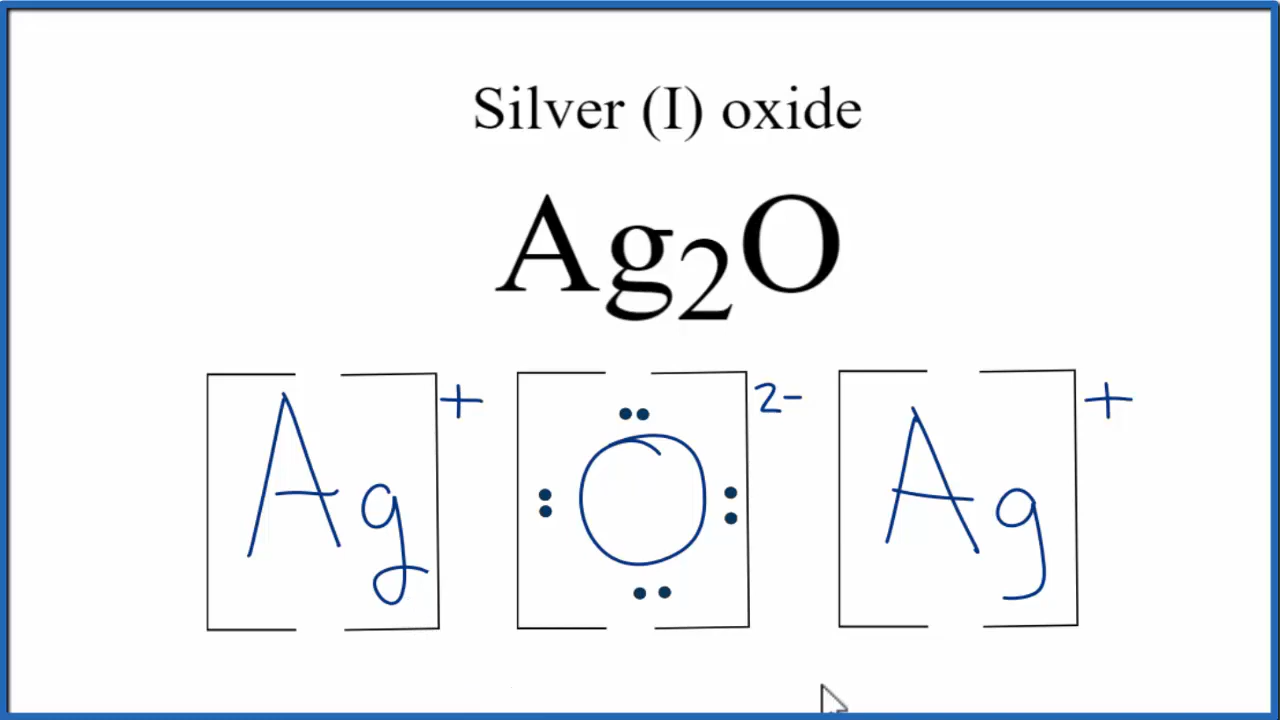 Silver (I) oxide
Ag₂O
Ag + O 2- Ag +